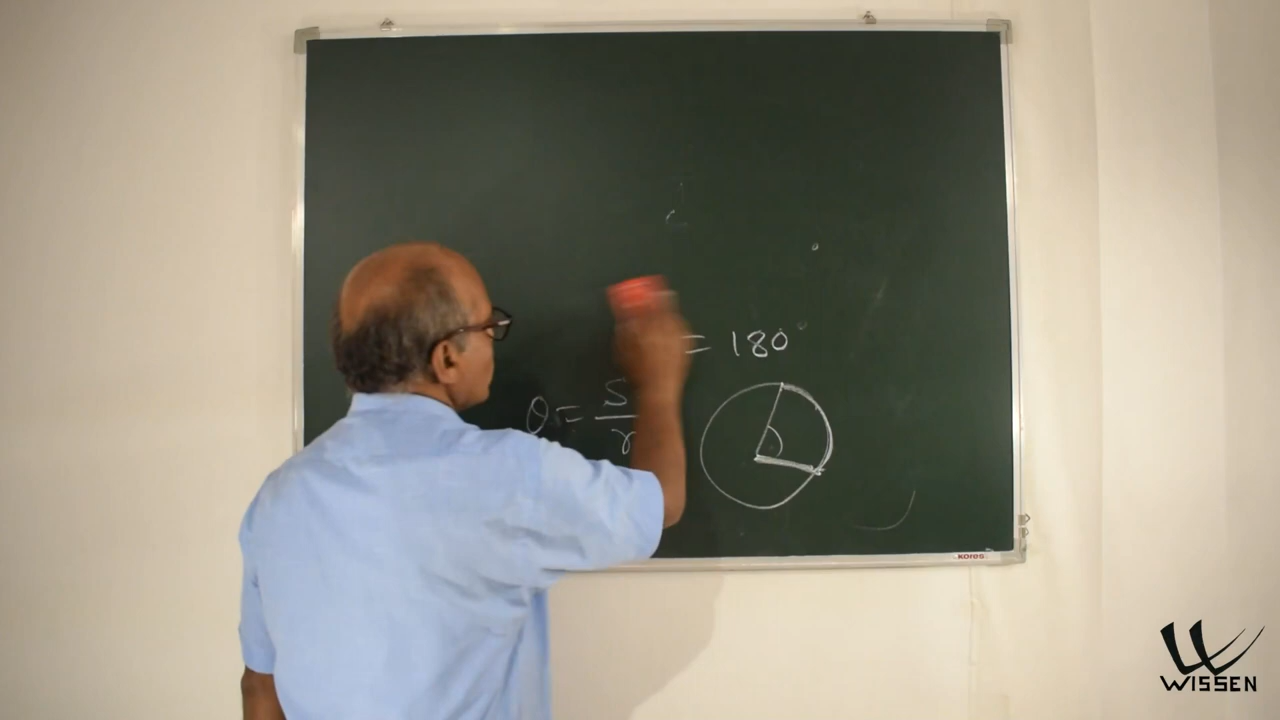 = 180°
θ = s/r
KORES
WISSEN